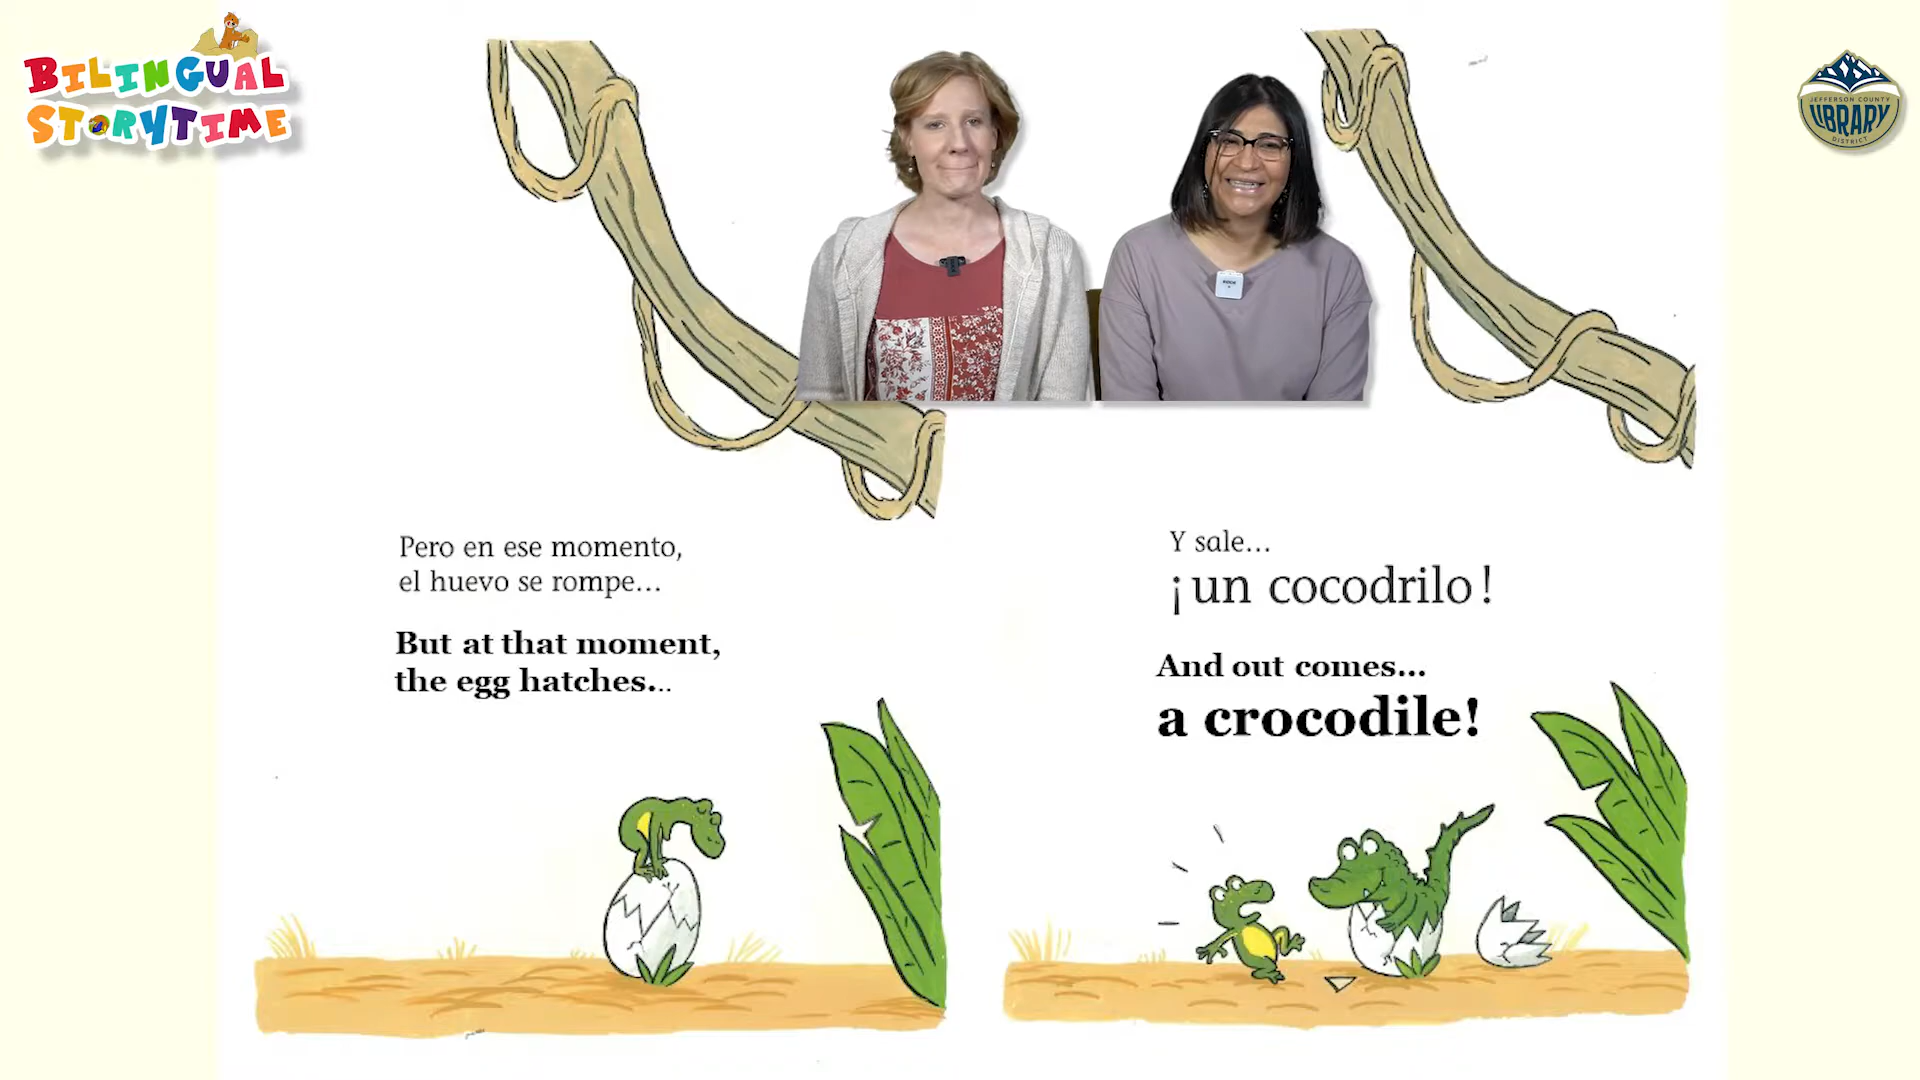 BILINGUAL
STORYTIME
JEFFERSON COUNTY
LIBRARY
DISTRICT
Pero en ese momento,
el huevo se rompe...
But at that moment,
the egg hatches...
Y sale...
¡un cocodrilo!
And out comes...
a crocodile!